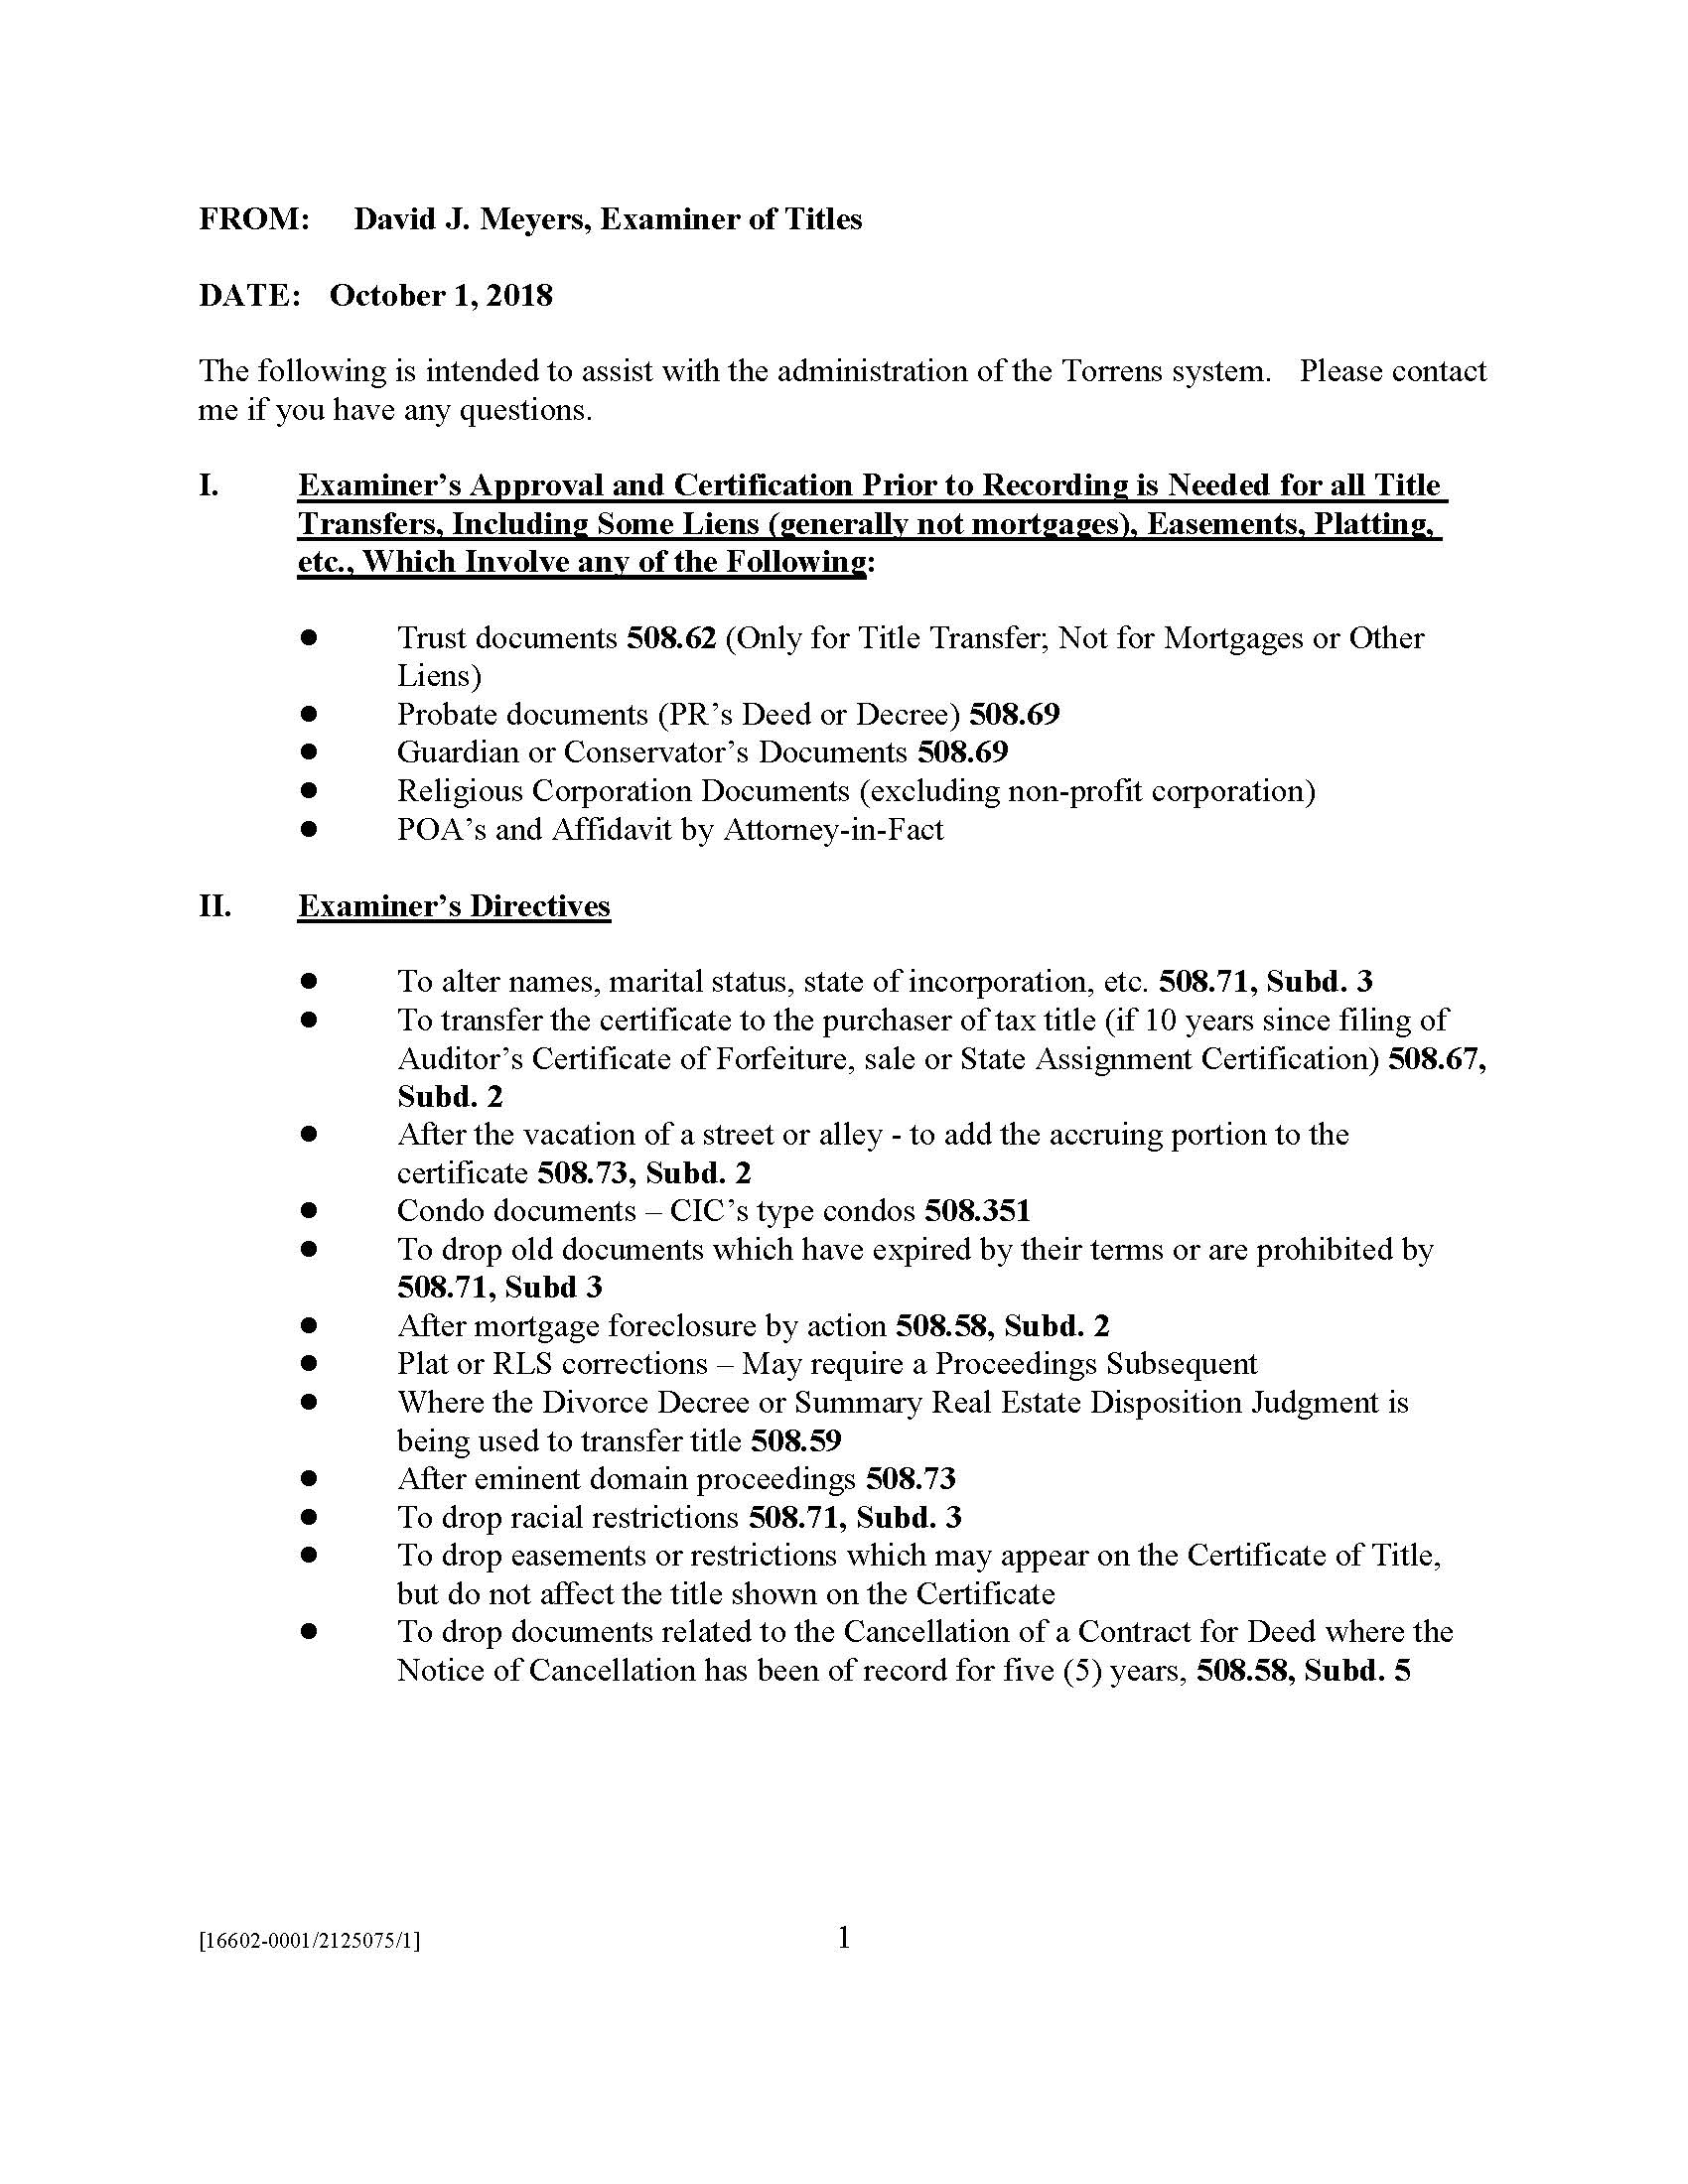 FROM: David J. Meyers, Examiner of Titles
DATE: October 1, 2018
The following is intended to assist with the administration of the Torrens system. Please contact
me if you have any questions.
I. Examiner's Approval and Certification Prior to Recording is Needed for all Title
Transfers, Including Some Liens (generally not mortgages), Easements, Platting,
etc., Which Involve any of the Following:
● Trust documents 508.62 (Only for Title Transfer; Not for Mortgages or Other
Liens)
● Probate documents (PR's Deed or Decree) 508.69
● Guardian or Conservator's Documents 508.69
● Religious Corporation Documents (excluding non-profit corporation)
● POA's and Affidavit by Attorney-in-Fact
II. Examiner's Directives
● To alter names, marital status, state of incorporation, etc. 508.71, Subd. 3
● To transfer the certificate to the purchaser of tax title (if 10 years since filing of
Auditor's Certificate of Forfeiture, sale or State Assignment Certification) 508.67,
Subd. 2
● After the vacation of a street or alley - to add the accruing portion to the
certificate 508.73, Subd. 2
● Condo documents – CIC's type condos 508.351
● To drop old documents which have expired by their terms or are prohibited by
508.71, Subd 3
● After mortgage foreclosure by action 508.58, Subd. 2
● Plat or RLS corrections – May require a Proceedings Subsequent
● Where the Divorce Decree or Summary Real Estate Disposition Judgment is
being used to transfer title 508.59
● After eminent domain proceedings 508.73
● To drop racial restrictions 508.71, Subd. 3
● To drop easements or restrictions which may appear on the Certificate of Title,
but do not affect the title shown on the Certificate
● To drop documents related to the Cancellation of a Contract for Deed where the
Notice of Cancellation has been of record for five (5) years, 508.58, Subd. 5
[16602-0001/2125075/1] 1